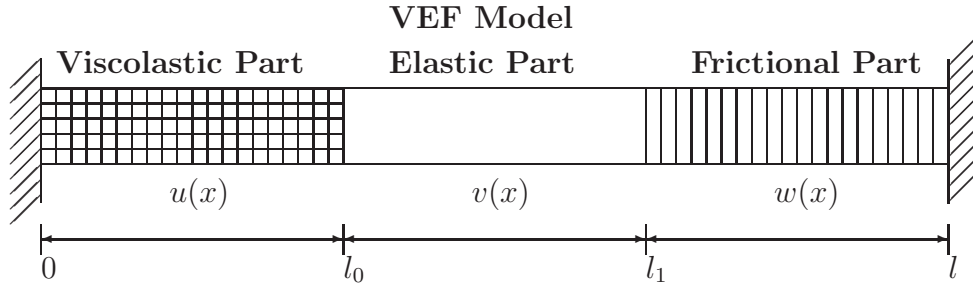 VEF Model
Viscolastic Part Elastic Part Frictional Part
u(x) v(x) w(x)
0 l₀ l₁ l